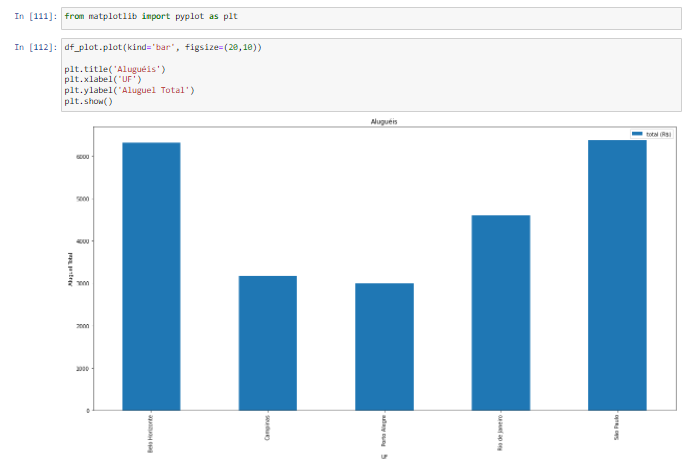 In [111]: from matplotlib import pyplot as plt
In [112]: df_plot.plot(kind='bar', figsize=(20,10))
plt.title('Aluguéis')
plt.xlabel('UF')
plt.ylabel('Aluguel Total')
plt.show()
Aluguéis
total (R$)
6000
5000
4000
3000
2000
1000
0
Aluguel Total
Belo Horizonte
Campinas
Porto Alegre
Rio de Janeiro
São Paulo